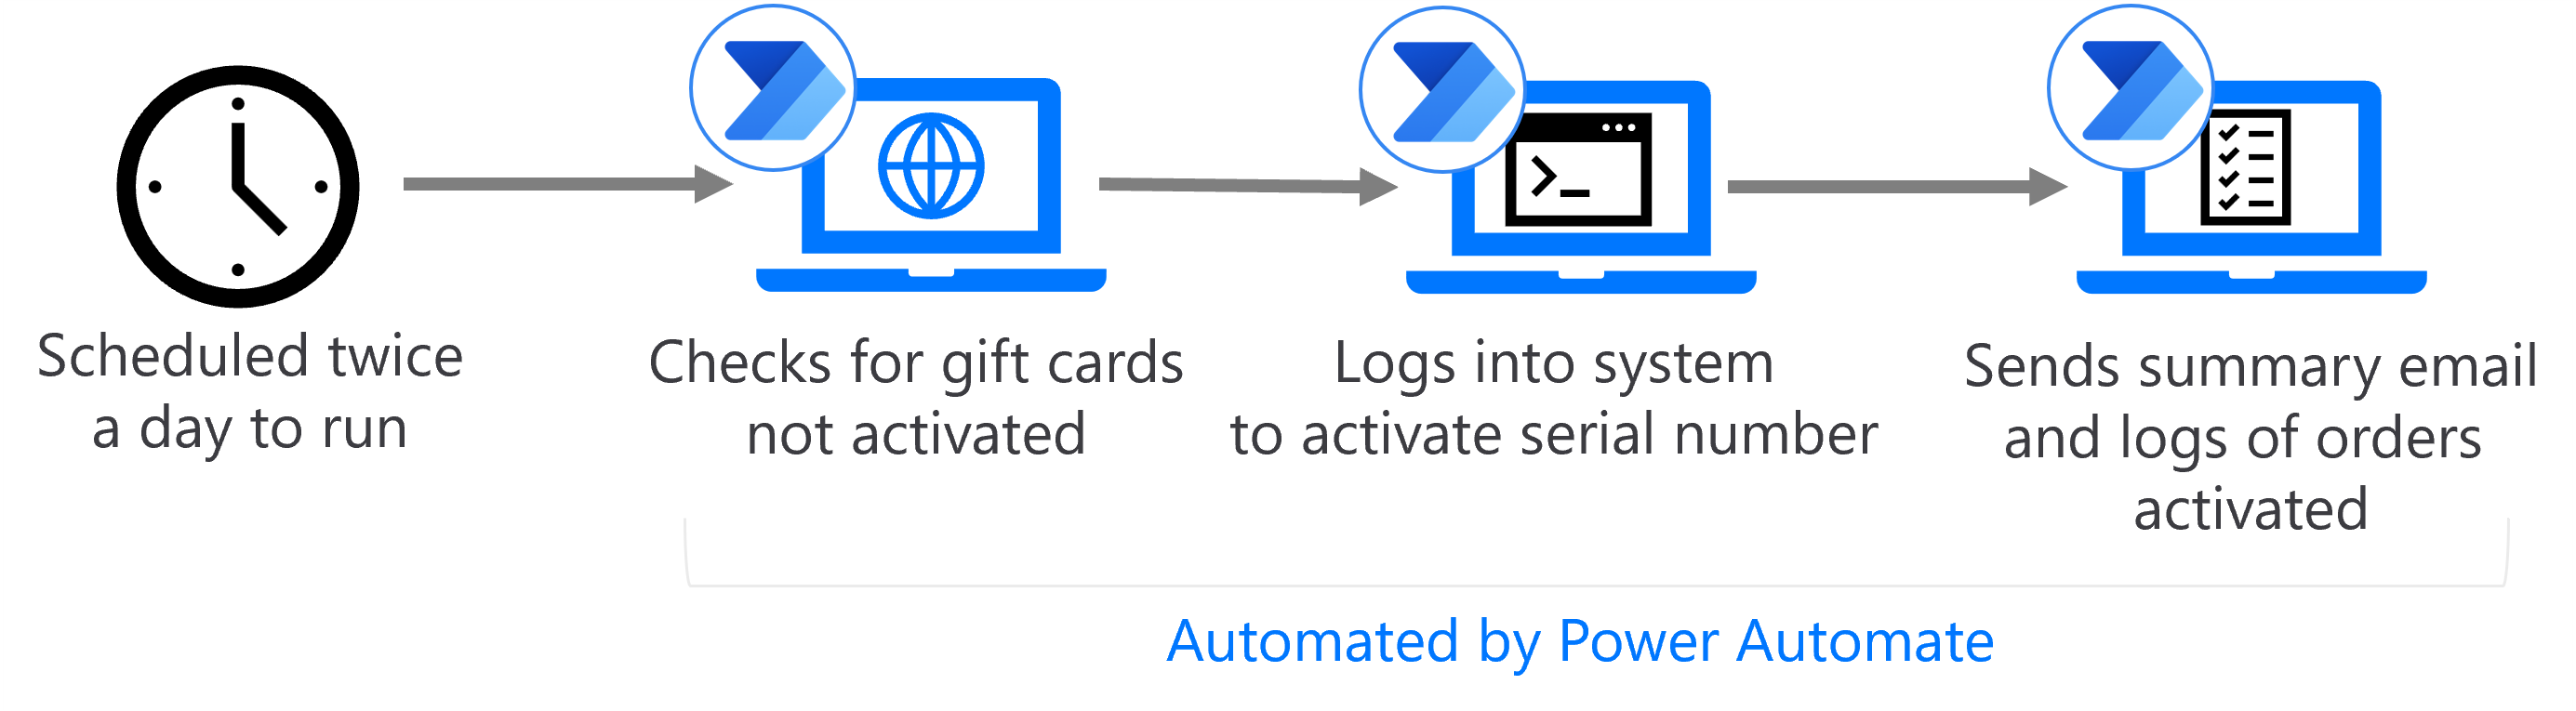 Scheduled twice
a day to run
Checks for gift cards
not activated
Logs into system
to activate serial number
Sends summary email
and logs of orders
activated
Automated by Power Automate